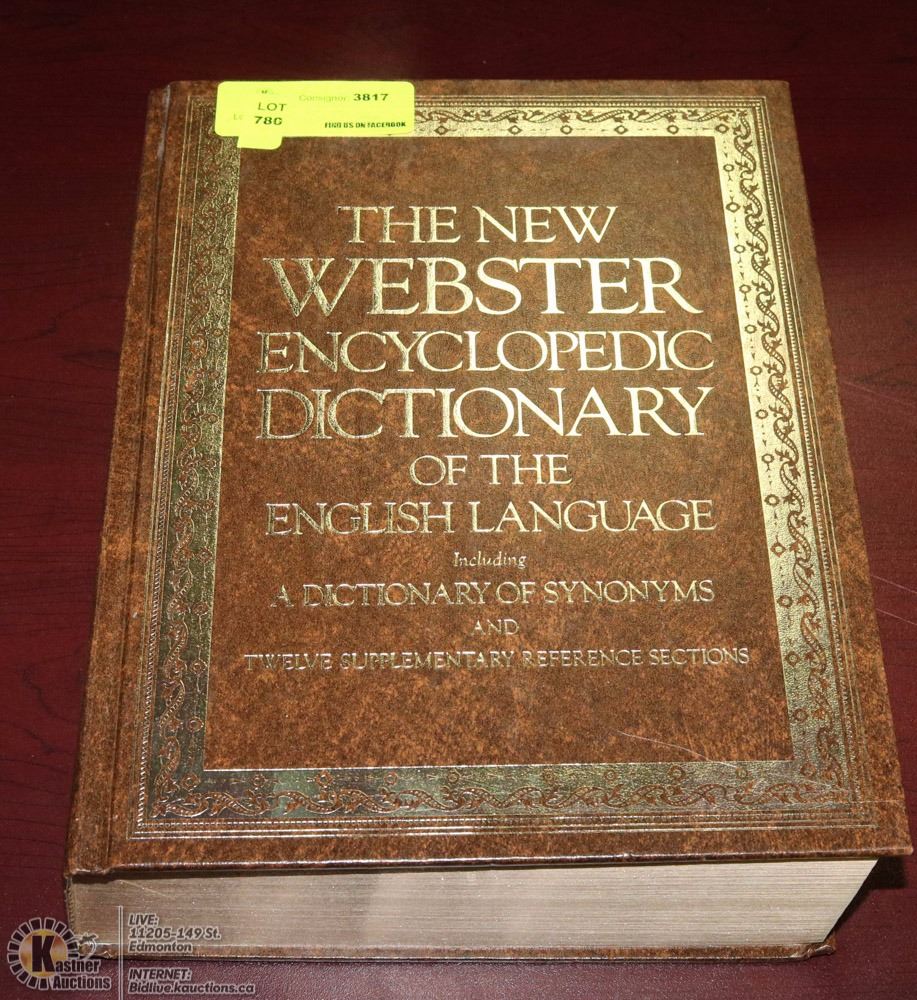 Consignor 3817
LOT
78G
FIND US ON FACEBOOK
THE NEW
WEBSTER
ENCYCLOPEDIC
DICTIONARY
OF THE
ENGLISH LANGUAGE
Including
A DICTIONARY OF SYNONYMS
AND
TWELVE SUPPLEMENTARY REFERENCE SECTIONS
Kastner
Auctions
LIVE:
11205-149 St.
Edmonton
INTERNET:
Bidlive.kauctions.ca